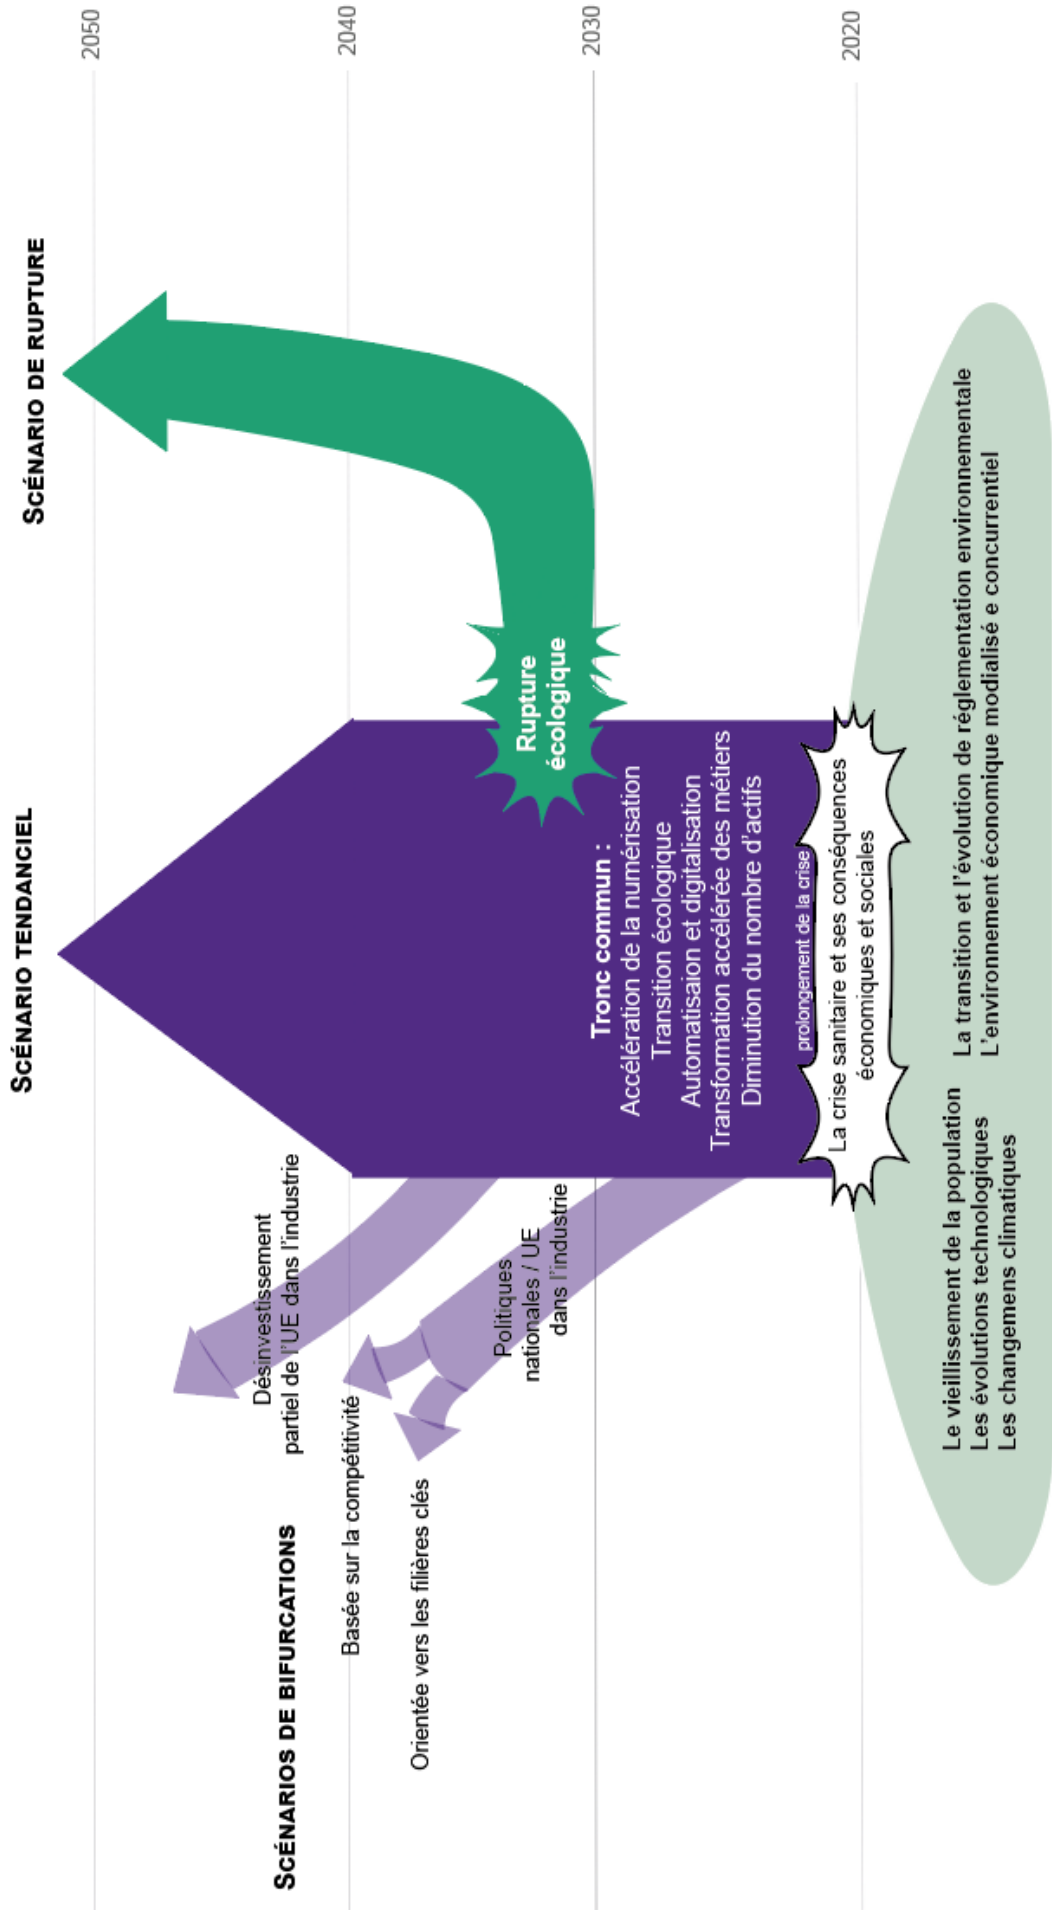 SCÉNARIO TENDANCIEL
SCÉNARIO DE RUPTURE
2050
SCÉNARIOS DE BIFURCATIONS
Désinvestissement
partiel de l'UE dans l'industrie
2040
Basée sur la compétitivité
Orientée vers les filières clés
Politiques
nationales / UE
dans l'industrie
Rupture
écologique
2030
Tronc commun :
Accélération de la numérisation
Transition écologique
Automatisaion et digitalisation
Transformation accélérée des métiers
Diminution du nombre d'actifs
prolongement de la crise
La crise sanitaire et ses conséquences
économiques et sociales
2020
Le vieillissement de la population
Les évolutions technologiques
Les changemens climatiques
La transition et l'évolution de réglementation environnementale
L'environnement économique modialisé e concurrentiel